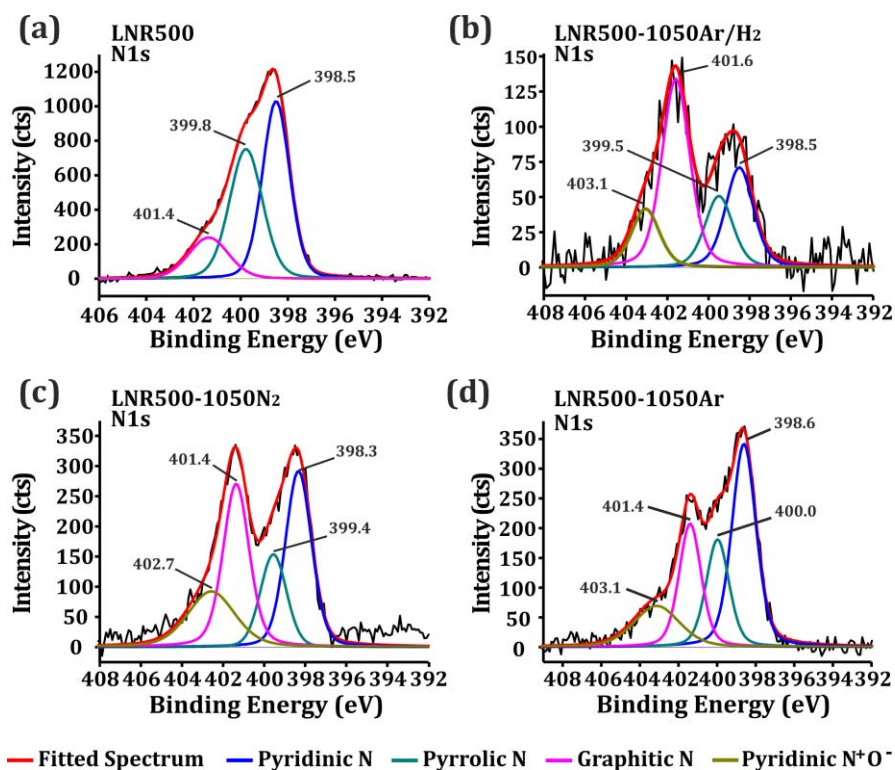 (a)
LNR500
N1s
1200
1000
800
600
400
200
0
398.5
399.8
401.4
406 404 402 400 398 396 394 392
Binding Energy (eV)
Intensity (cts)
(b)
LNR500-1050Ar/H₂
N1s
150
125
100
75
50
25
0
401.6
399.5
398.5
403.1
408 406 404 402 400 398 396 394 392
Binding Energy (eV)
Intensity (cts)
(c)
LNR500-1050N₂
N1s
350
300
250
200
150
100
50
0
401.4
398.3
399.4
402.7
408 406 404 402 400 398 396 394 392
Binding Energy (eV)
Intensity (cts)
(d)
LNR500-1050Ar
N1s
350
300
250
200
150
100
50
0
398.6
401.4
400.0
403.1
408 406 404 402 400 398 396 394 392
Binding Energy (eV)
Intensity (cts)
Fitted Spectrum Pyridinic N Pyrrolic N Graphitic N Pyridinic N⁺O⁻